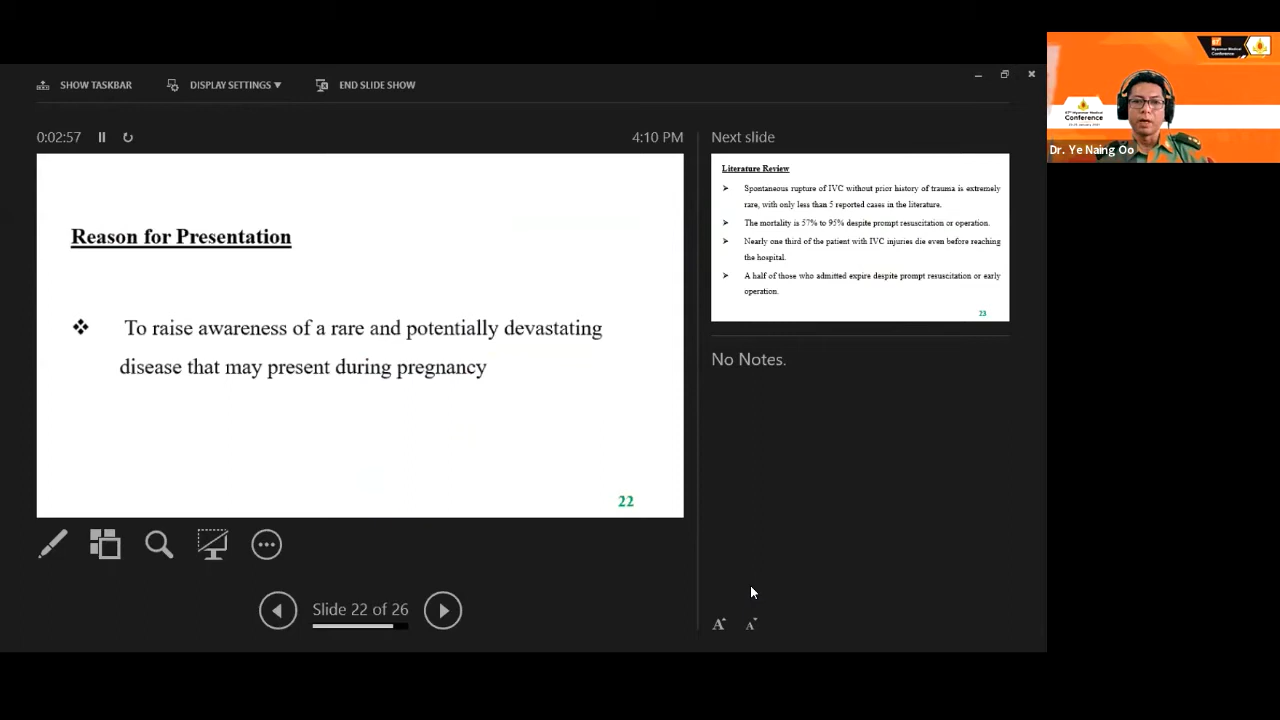 SHOW TASKBAR
DISPLAY SETTINGS
END SLIDE SHOW
0:02:57
4:10 PM
Reason for Presentation
To raise awareness of a rare and potentially devastating
disease that may present during pregnancy
22
Slide 22 of 26
Next slide
Literature Review
Spontaneous rupture of IVC without prior history of trauma is extremely
rare, with only less than 5 reported cases in the literature.
The mortality is 57% to 95% despite prompt resuscitation or operation.
Nearly one third of the patient with IVC injuries die even before reaching
the hospital.
A half of those who admitted expire despite prompt resuscitation or early
operation.
23
No Notes.
A
A
Myanmar Medical
Conference
Conference
Dr. Ye Naing Oo